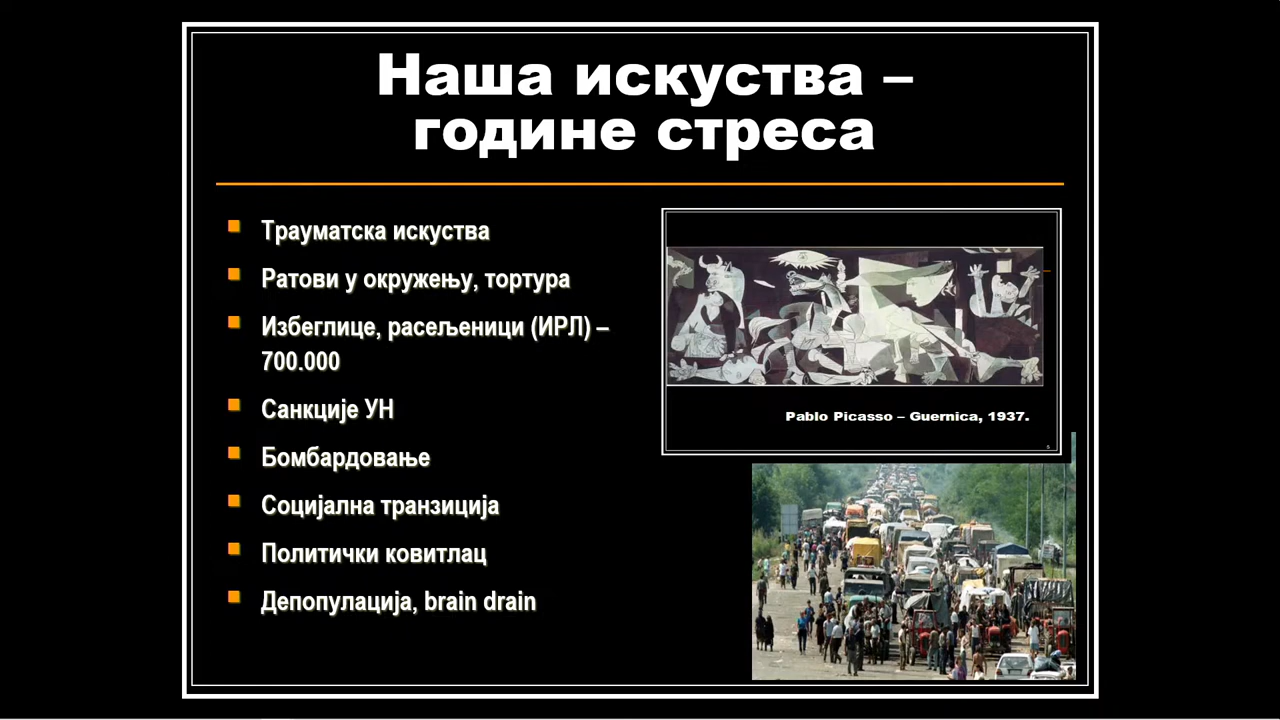 Наша искуства –
године стреса
Трауматска искуства
Ратови у окружењу, тортура
Избеглице, расељеници (ИРЛ) –
700.000
Санкције УН
Бомбардовање
Социјална транзиција
Политички ковитлац
Депопулација, brain drain
Pablo Picasso – Guernica, 1937.
5